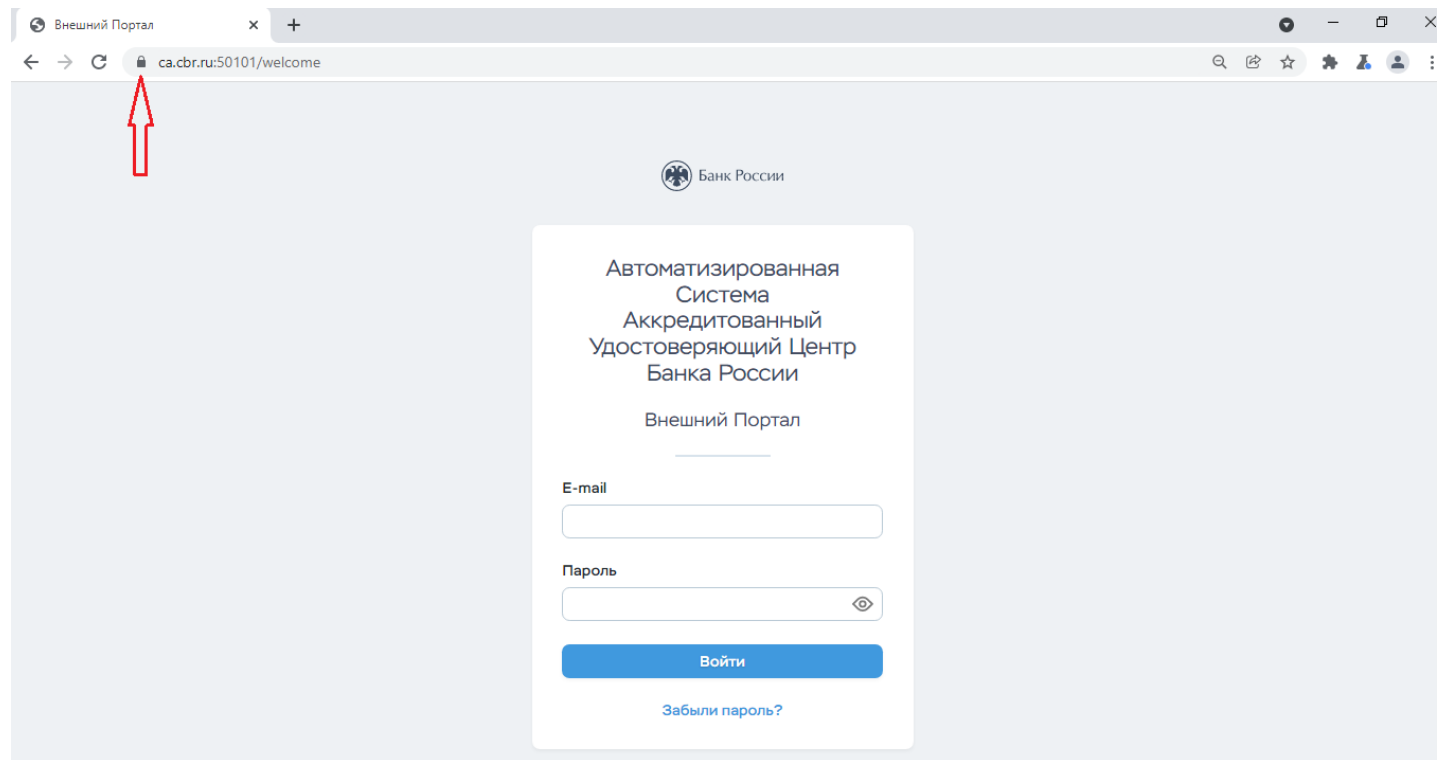 Внешний Портал
ca.cbr.ru:50101/welcome
Банк России
Автоматизированная
Система
Аккредитованный
Удостоверяющий Центр
Банка России
Внешний Портал
E-mail
Пароль
Войти
Забыли пароль?